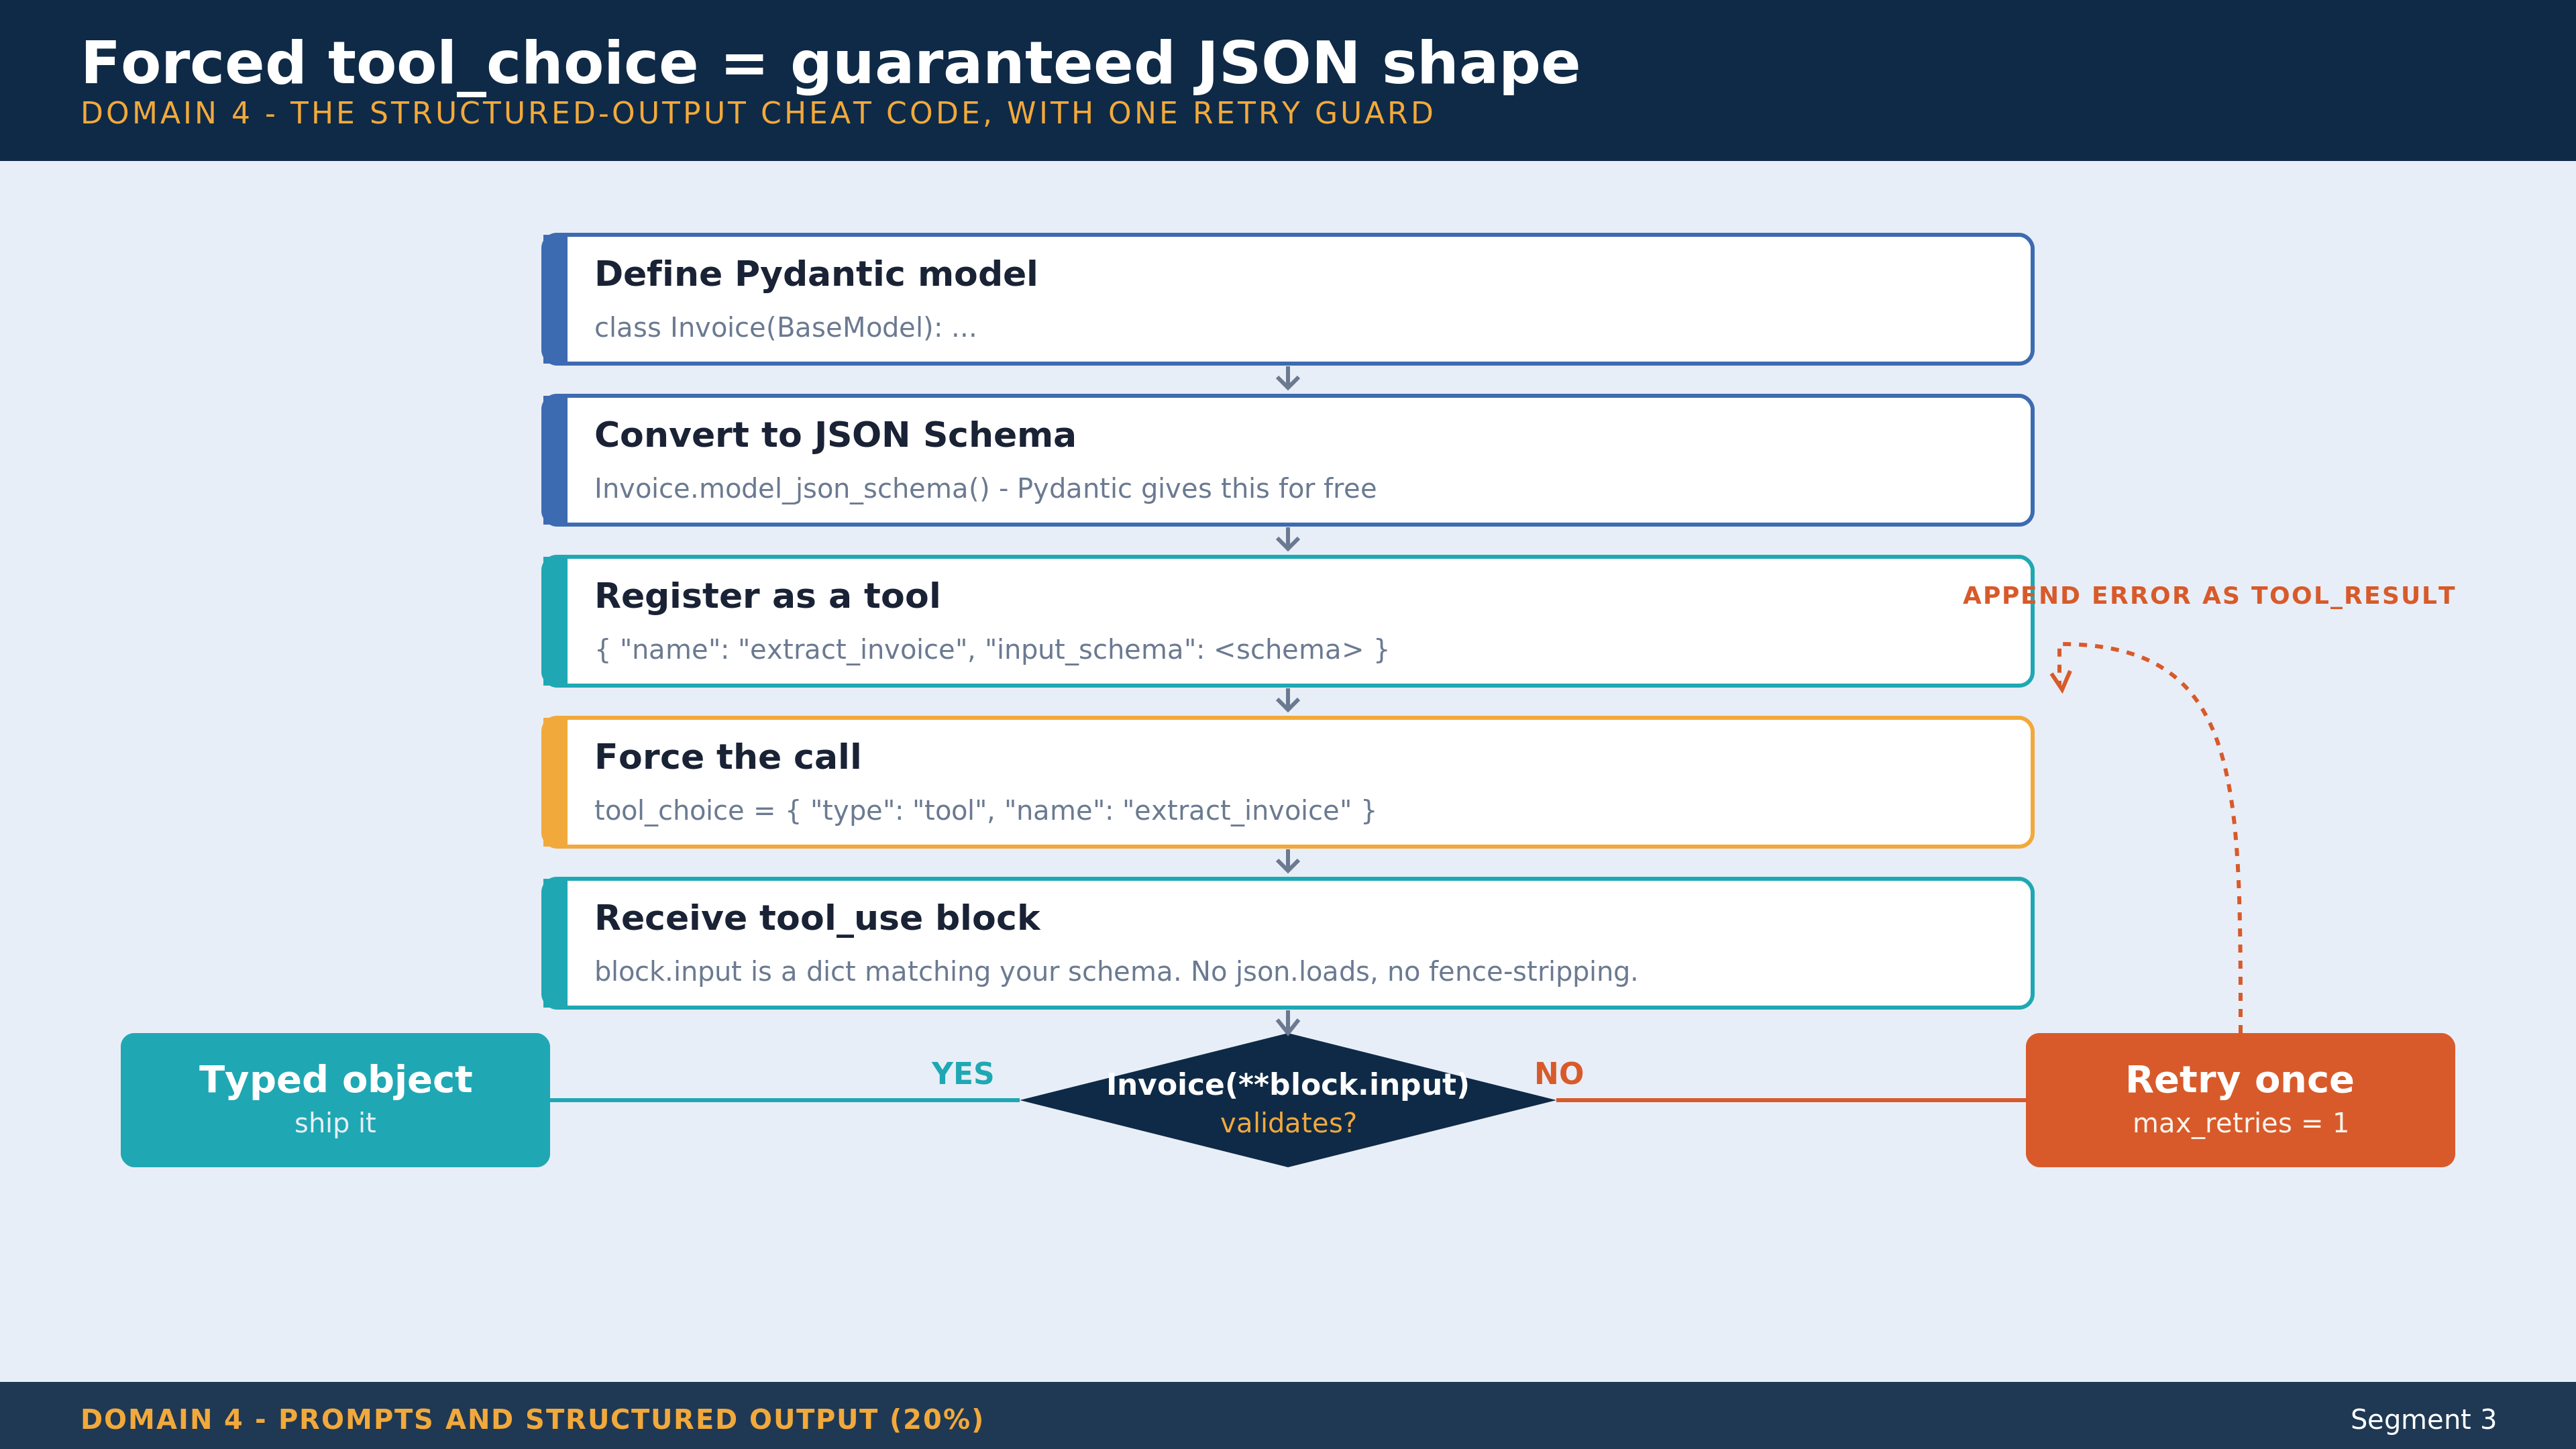 Forced tool_choice = guaranteed JSON shape
DOMAIN 4 - THE STRUCTURED-OUTPUT CHEAT CODE, WITH ONE RETRY GUARD
Define Pydantic model
class Invoice(BaseModel): ...
Convert to JSON Schema
Invoice.model_json_schema() - Pydantic gives this for free
Register as a tool
{ "name": "extract_invoice", "input_schema": <schema> }
APPEND ERROR AS TOOL_RESULT
Force the call
tool_choice = { "type": "tool", "name": "extract_invoice" }
Receive tool_use block
block.input is a dict matching your schema. No json.loads, no fence-stripping.
Typed object
ship it
YES
Invoice(**block.input)
validates?
NO
Retry once
max_retries = 1
DOMAIN 4 - PROMPTS AND STRUCTURED OUTPUT (20%)
Segment 3